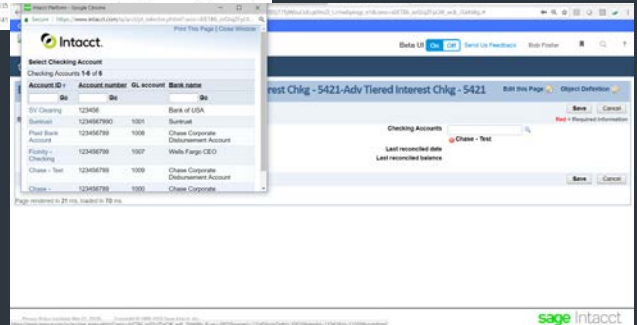 Intacct Platform - Google Chrome
Print This Page | Close Window
Intacct.
Select Checking Account
Checking Accounts 1-6 of 6
Account ID Account number GL account Bank name
Go Go Go
SV Clearing 123456 Bank of USA
Suntrust 1234567890 1001 Suntrust
Plaid Bank Account 123456789 1008 Chase Corporate Disbursement Account
Checking 123456789 1007 Wells Fargo CEO
Chase - Test 123456789 1009 Chase Corporate Disbursement Account
Chase - 123456789 1000 Chase Corporate
Page rendered in 21 ms, loaded in 10 ms.
Beta UI On Off Send Us Feedback Bob Foster
rest Chkg - 5421-Adv Tiered Interest Chkg - 5421 Edit this Page Object Definition
Save Cancel
Red = Required Information
Checking Accounts
Chase - Test
Last reconciled date
Last reconciled balance
Save Cancel
sage Intacct